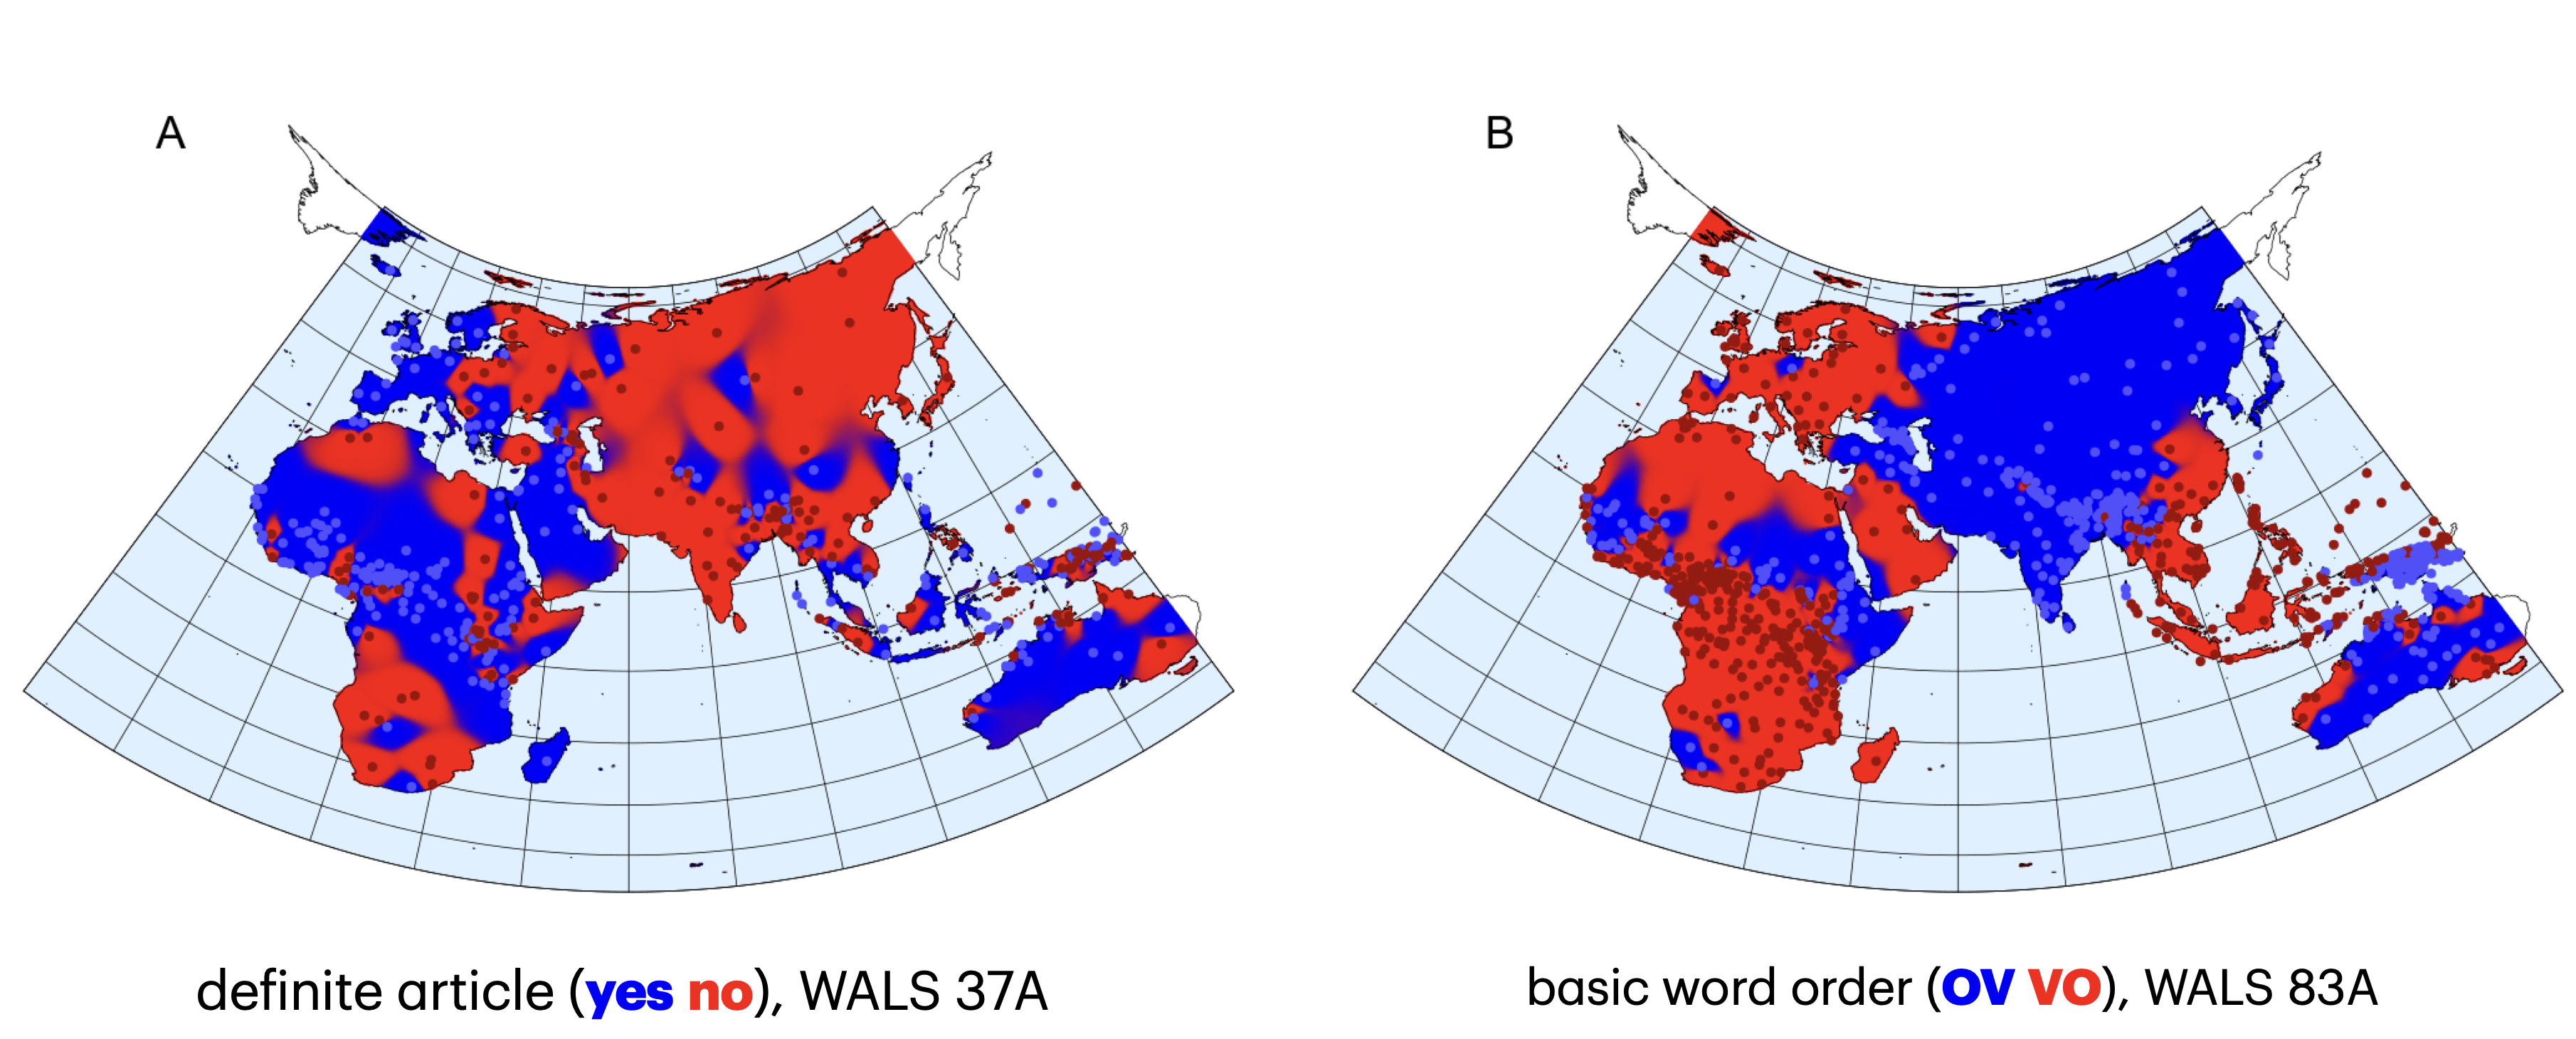 A
B
definite article (yes no), WALS 37A
basic word order (OV VO), WALS 83A